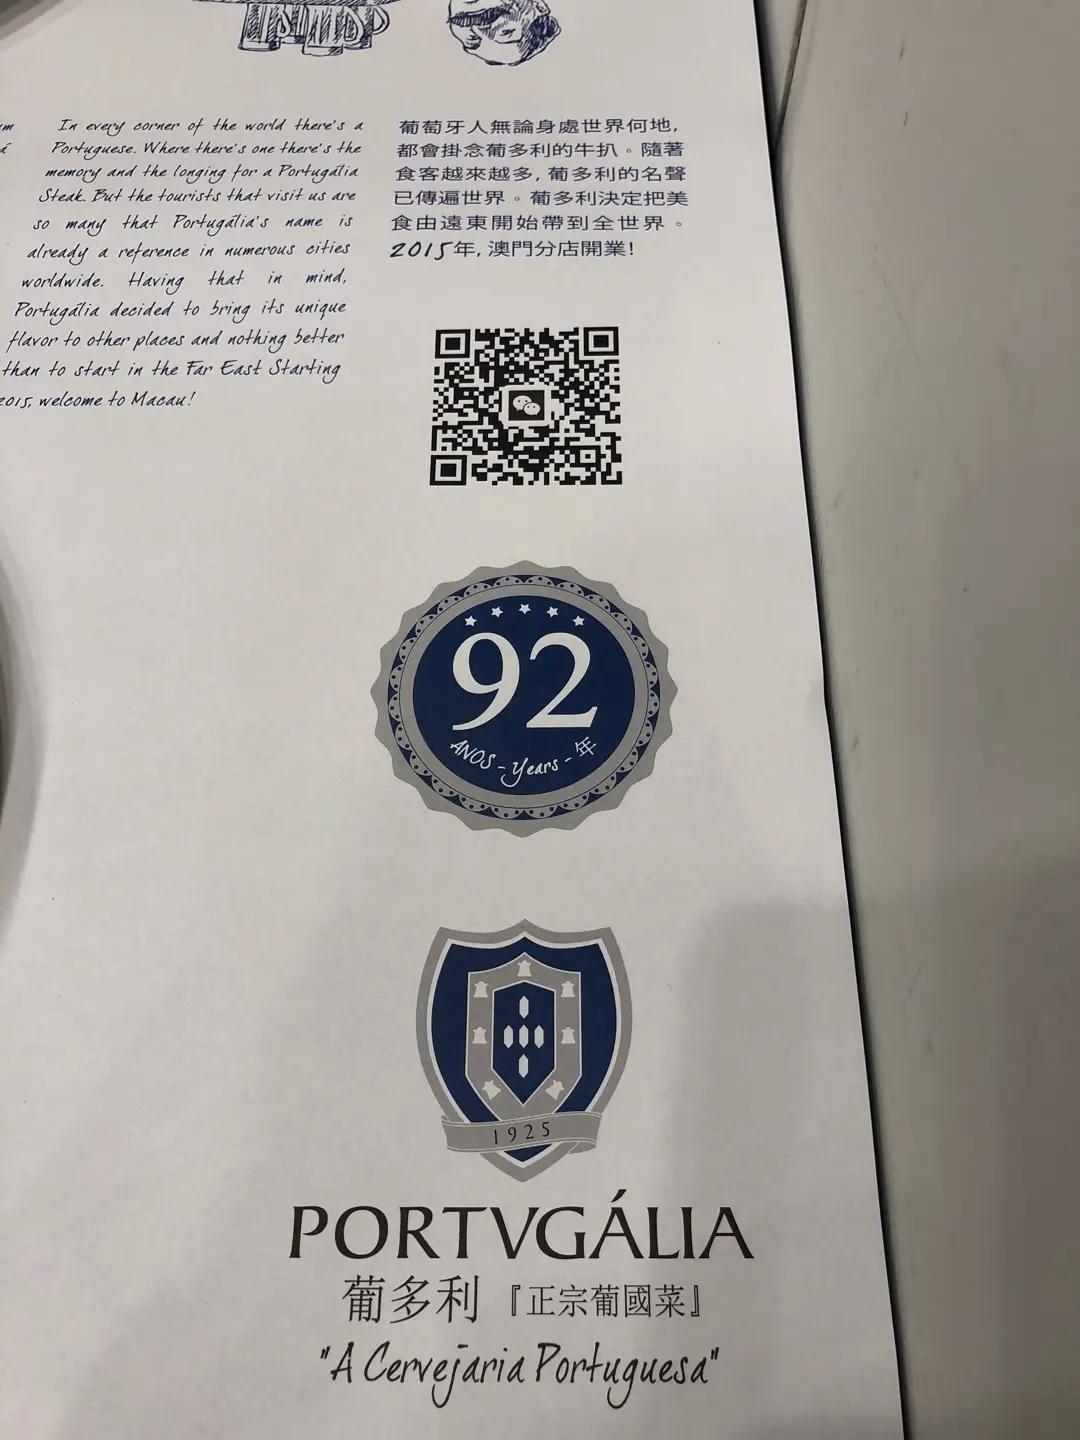 In every corner of the world there's a
Portuguese. Where there's one there's the
memory and the longing for a Portugália
Steak. But the tourists that visit us are
so many that Portugália's name is
already a reference in numerous cities
worldwide. Having that in mind,
Portugália decided to bring its unique
flavor to other places and nothing better
than to start in the Far East Starting
2015, welcome to Macau!
葡萄牙人無論身處世界何地,
都會掛念葡多利的牛扒。隨著
食客越來越多, 葡多利的名聲
已傳遍世界。葡多利決定把美
食由遠東開始帶到全世界。
2015年, 澳門分店開業!
92
ANOS - Years - 年
1925
PORTVGÁLIA
葡多利『正宗葡國菜』
"A Cervejaria Portuguesa"